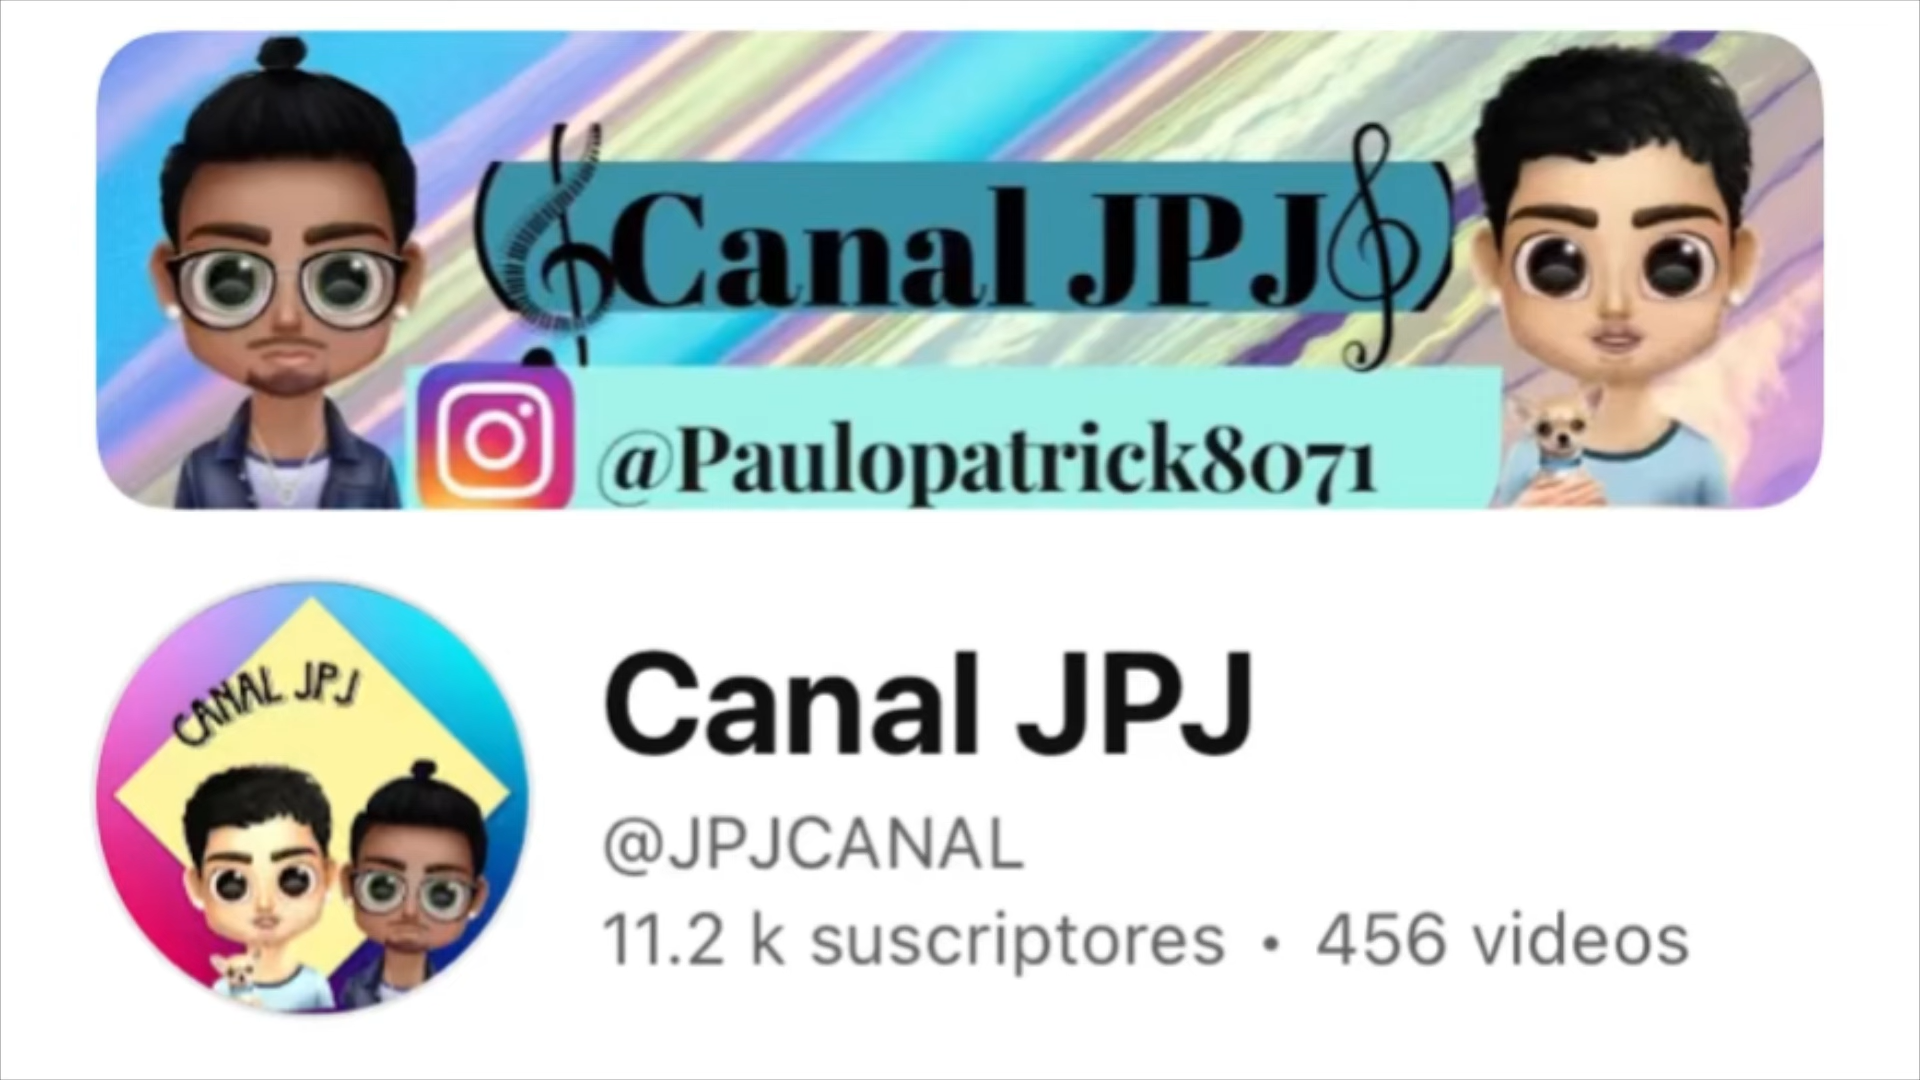 Canal JPJ
@Paulopatrick8071
CANAL JPJ
Canal JPJ
@JPJCANAL
11.2 k suscriptores • 456 videos